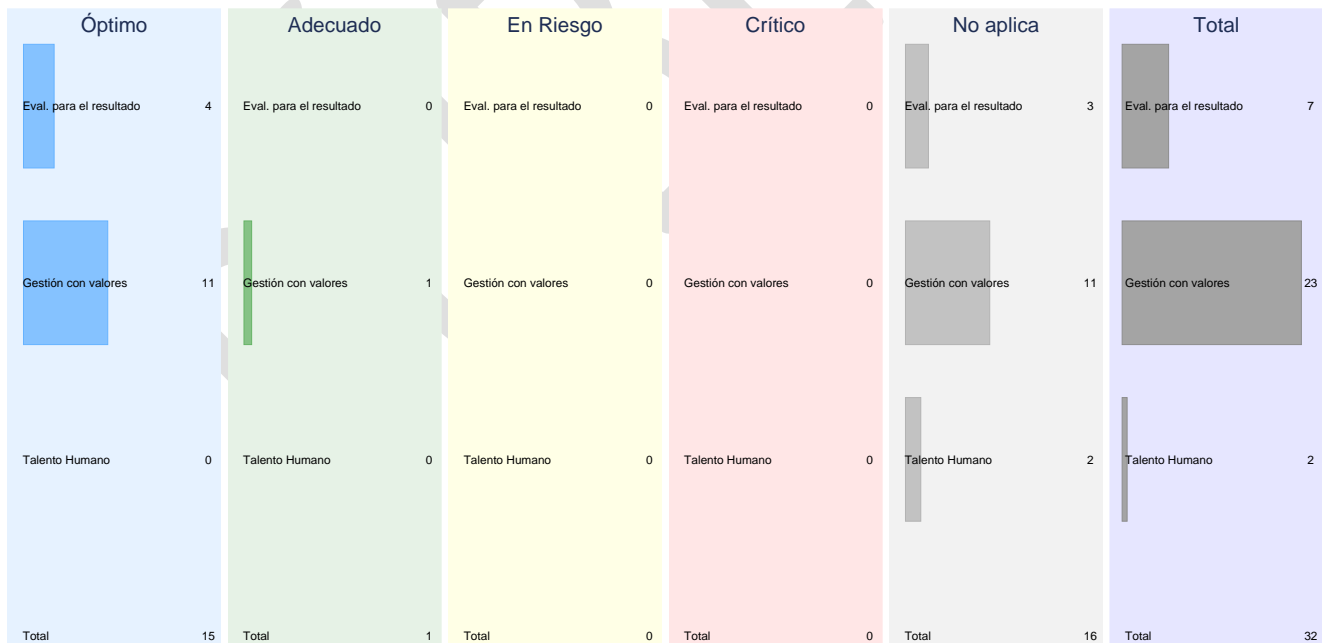 Óptimo Adecuado En Riesgo Crítico No aplica Total
Eval. para el resultado 4 Eval. para el resultado 0 Eval. para el resultado 0 Eval. para el resultado 0 Eval. para el resultado 3 Eval. para el resultado 7
Gestión con valores 11 Gestión con valores 1 Gestión con valores 0 Gestión con valores 0 Gestión con valores 11 Gestión con valores 23
Talento Humano 0 Talento Humano 0 Talento Humano 0 Talento Humano 0 Talento Humano 2 Talento Humano 2
Total 15 Total 1 Total 0 Total 0 Total 16 Total 32